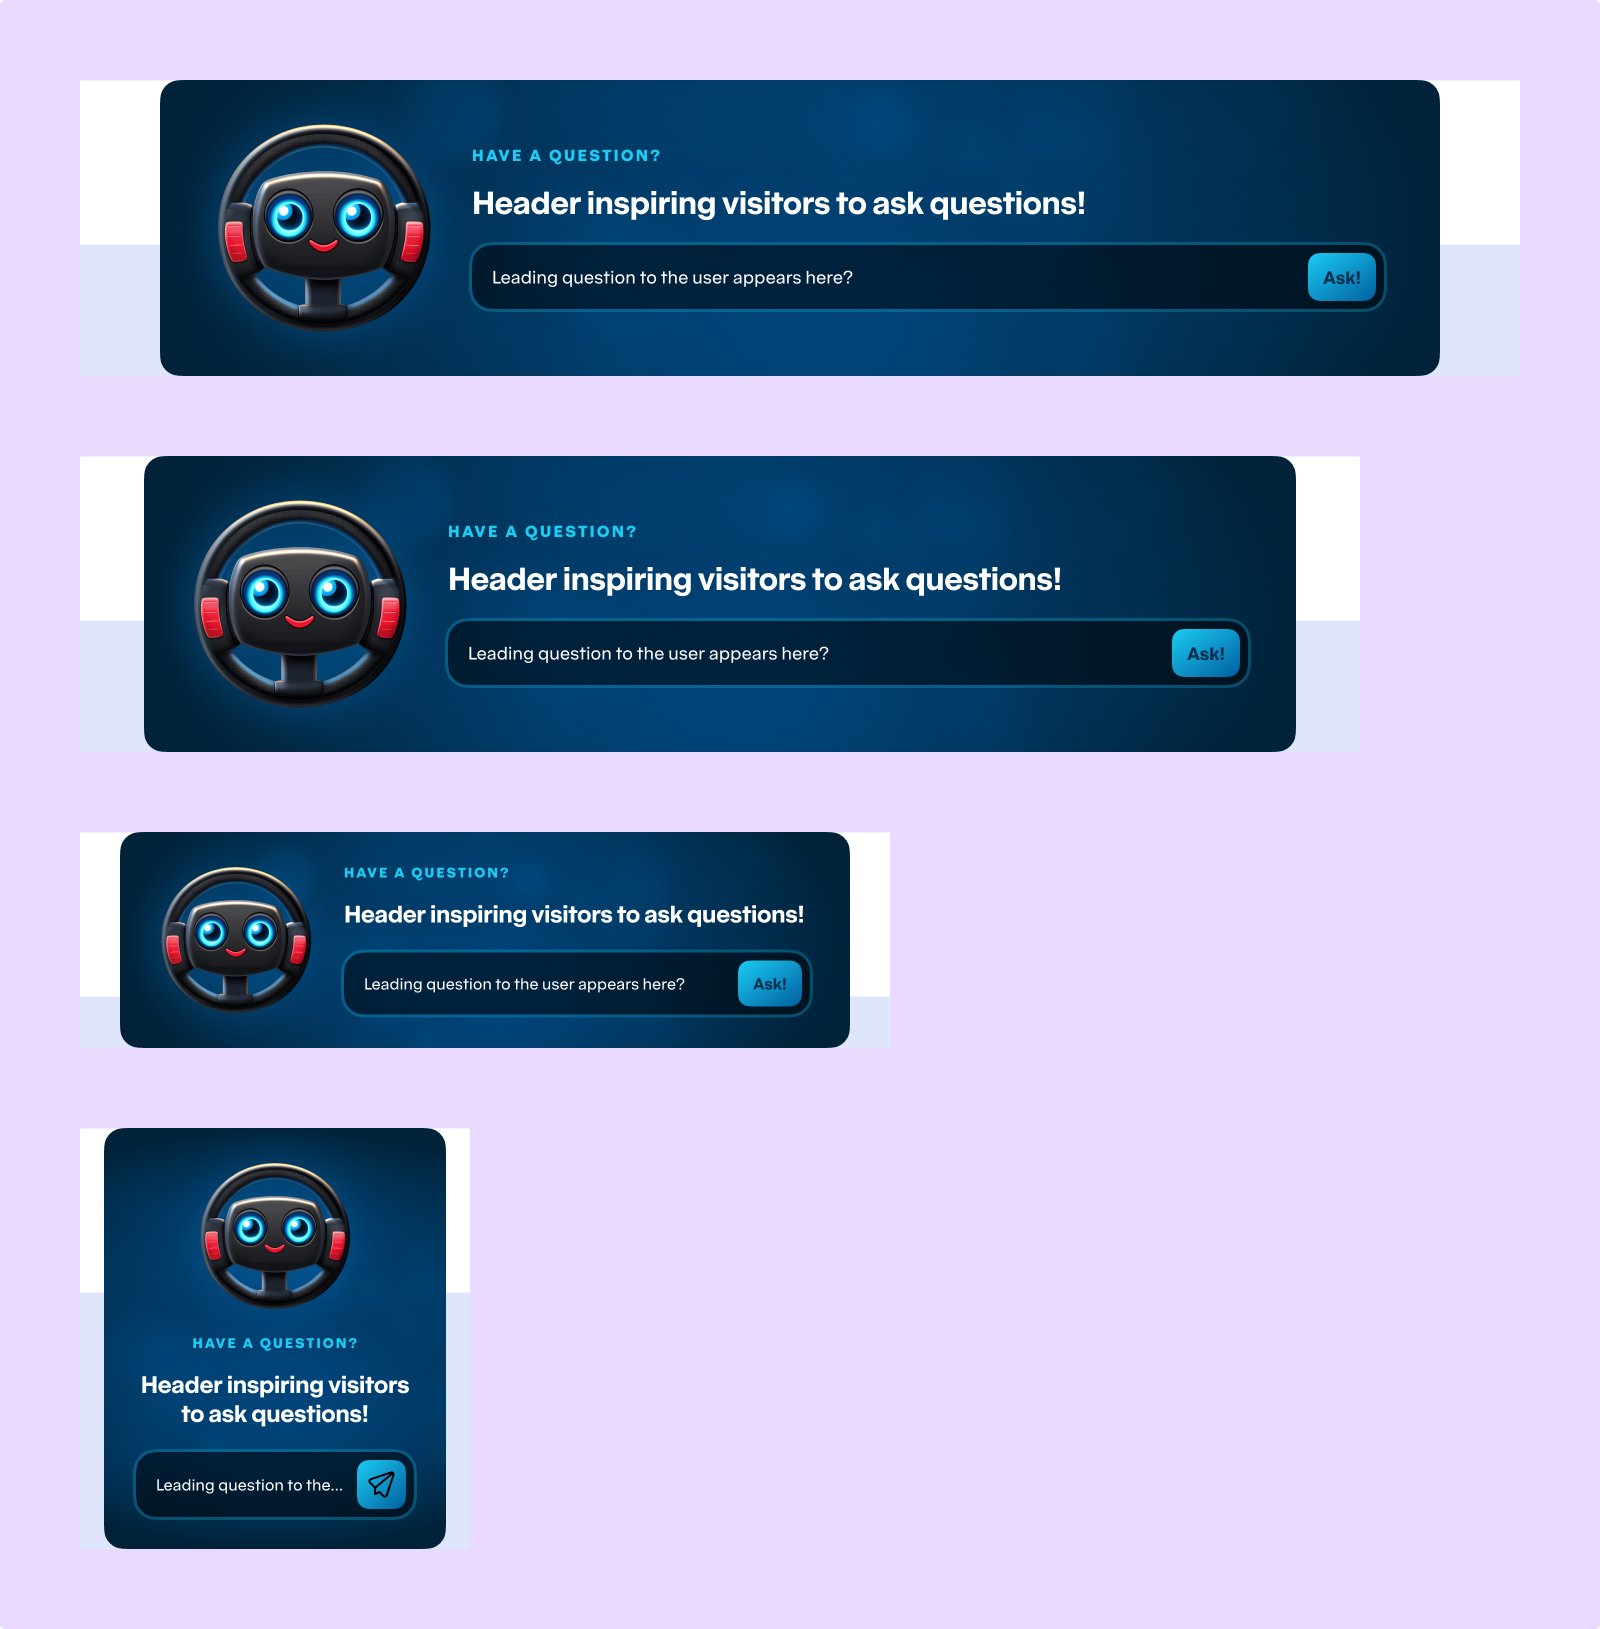 HAVE A QUESTION?
Header inspiring visitors to ask questions!
Leading question to the user appears here?
Ask!
HAVE A QUESTION?
Header inspiring visitors to ask questions!
Leading question to the user appears here?
Ask!
HAVE A QUESTION?
Header inspiring visitors to ask questions!
Leading question to the user appears here?
Ask!
HAVE A QUESTION?
Header inspiring visitors
to ask questions!
Leading question to the...